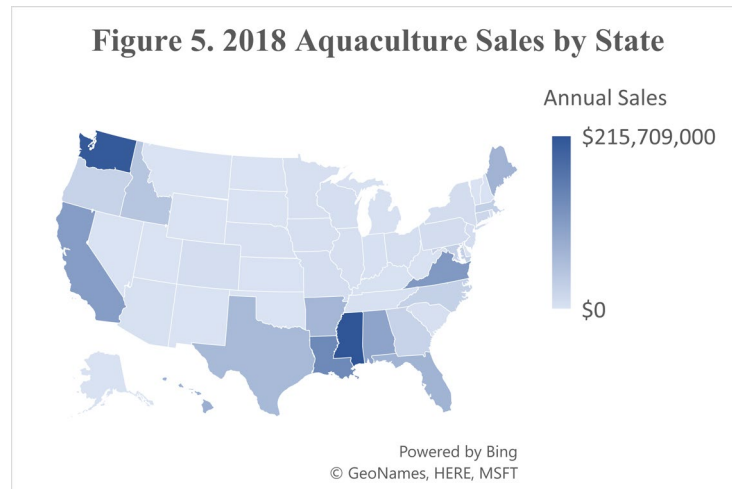 Figure 5. 2018 Aquaculture Sales by State
Annual Sales
$215,709,000
$0
Powered by Bing
© GeoNames, HERE, MSFT